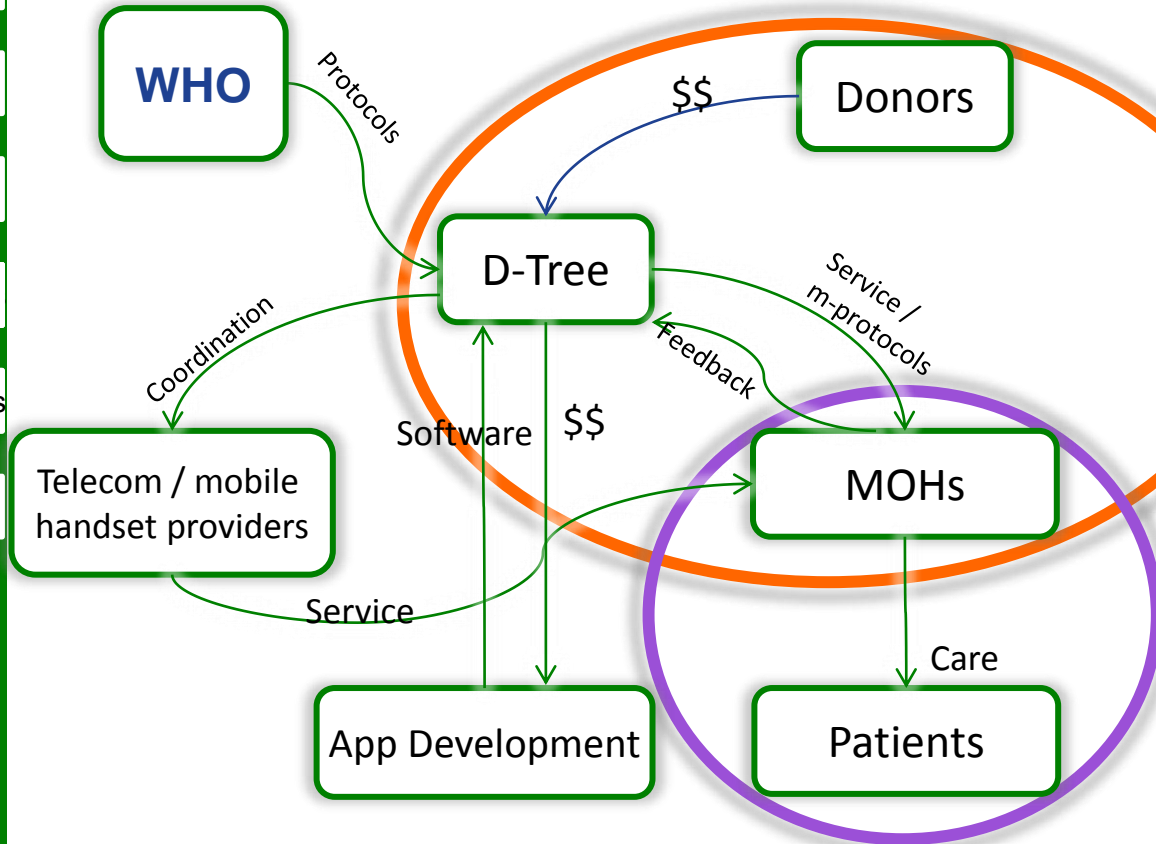 WHO
Protocols
$$
Donors
D-Tree
Service /
m-protocols
Coordination
Feedback
Software
$$
Telecom / mobile
handset providers
MOHs
Service
Care
App Development
Patients
s